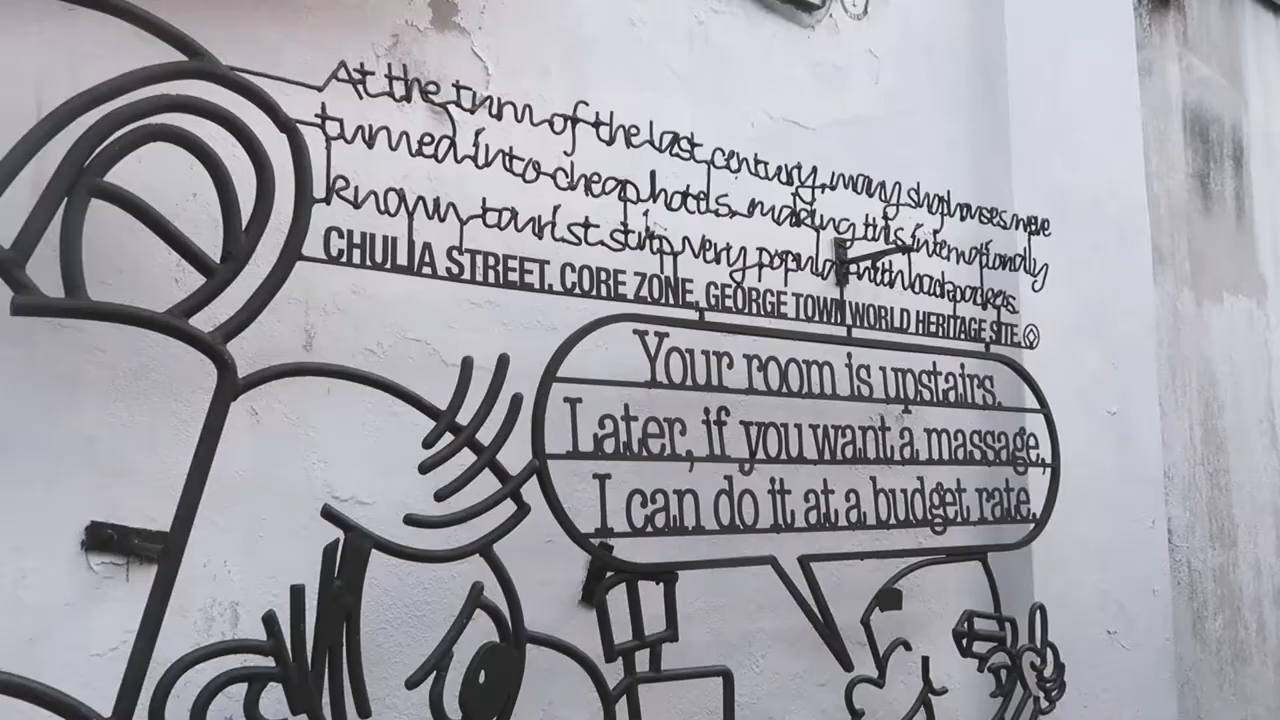 At the turn of the last century, many shophouses were
turned into cheap hotels, making this internationally
known tourist strip very popular with backpackers.
CHULIA STREET, CORE ZONE, GEORGE TOWN WORLD HERITAGE SITE
Your room is upstairs.
Later, if you want a massage,
I can do it at a budget rate.